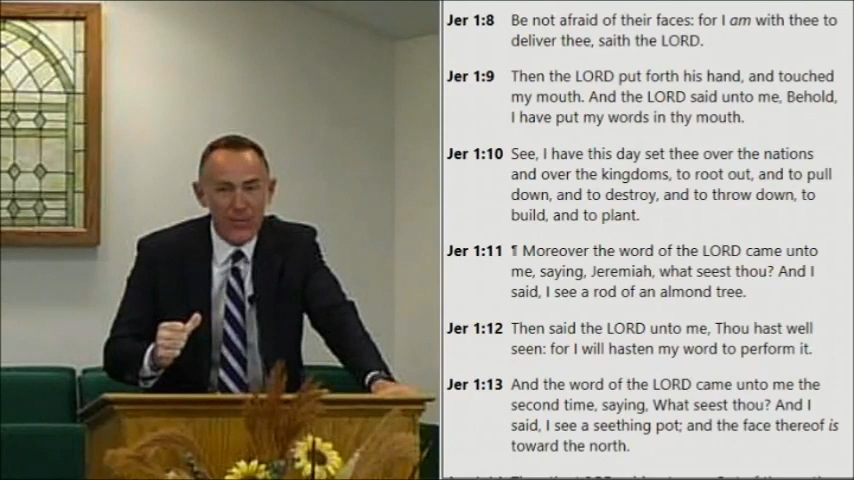 Jer 1:8 Be not afraid of their faces: for I am with thee to
deliver thee, saith the LORD.
Jer 1:9 Then the LORD put forth his hand, and touched
my mouth. And the LORD said unto me, Behold,
I have put my words in thy mouth.
Jer 1:10 See, I have this day set thee over the nations
and over the kingdoms, to root out, and to pull
down, and to destroy, and to throw down, to
build, and to plant.
Jer 1:11 ¶ Moreover the word of the LORD came unto
me, saying, Jeremiah, what seest thou? And I
said, I see a rod of an almond tree.
Jer 1:12 Then said the LORD unto me, Thou hast well
seen: for I will hasten my word to perform it.
Jer 1:13 And the word of the LORD came unto me the
second time, saying, What seest thou? And I
said, I see a seething pot; and the face thereof is
toward the north.